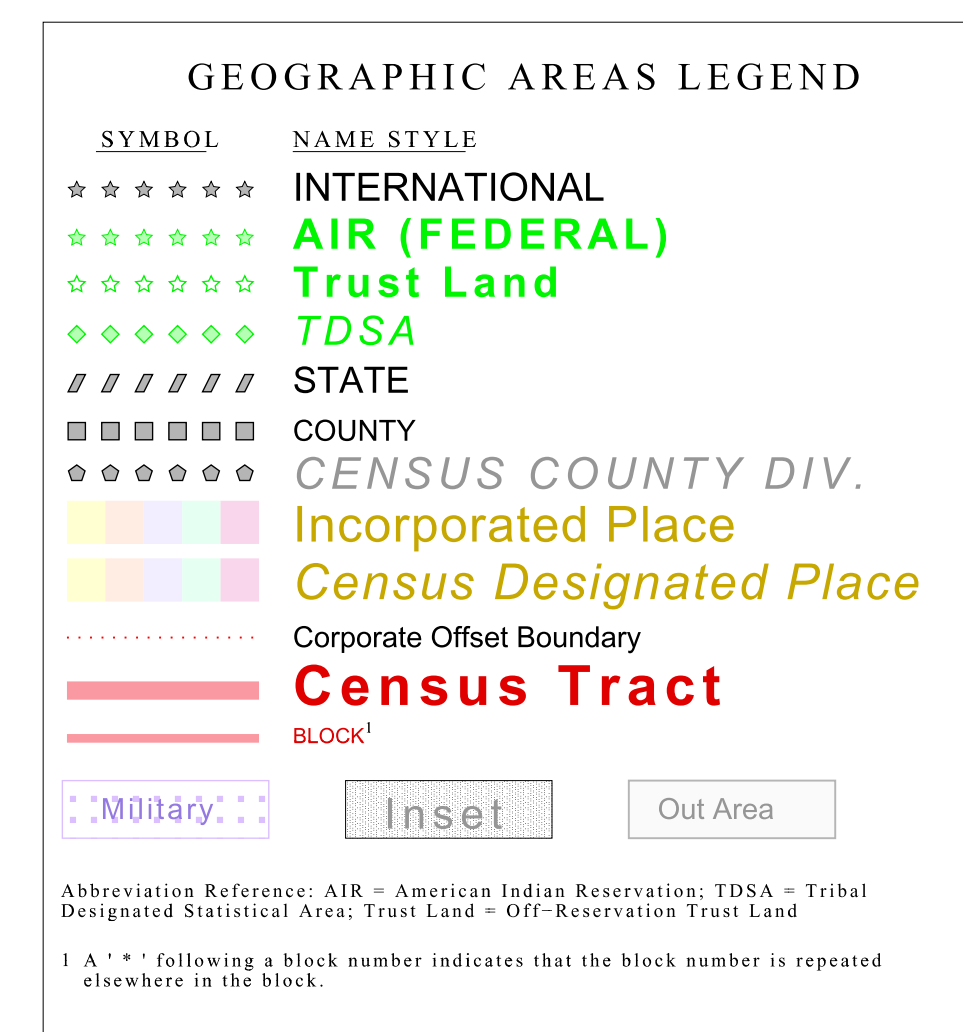 GEOGRAPHIC AREAS LEGEND
SYMBOL NAME STYLE
INTERNATIONAL
AIR (FEDERAL)
Trust Land
TDSA
STATE
COUNTY
CENSUS COUNTY DIV.
Incorporated Place
Census Designated Place
Corporate Offset Boundary
Census Tract
BLOCK¹
Military Inset Out Area
Abbreviation Reference: AIR = American Indian Reservation; TDSA = Tribal
Designated Statistical Area; Trust Land = Off−Reservation Trust Land
1 A ' * ' following a block number indicates that the block number is repeated
elsewhere in the block.